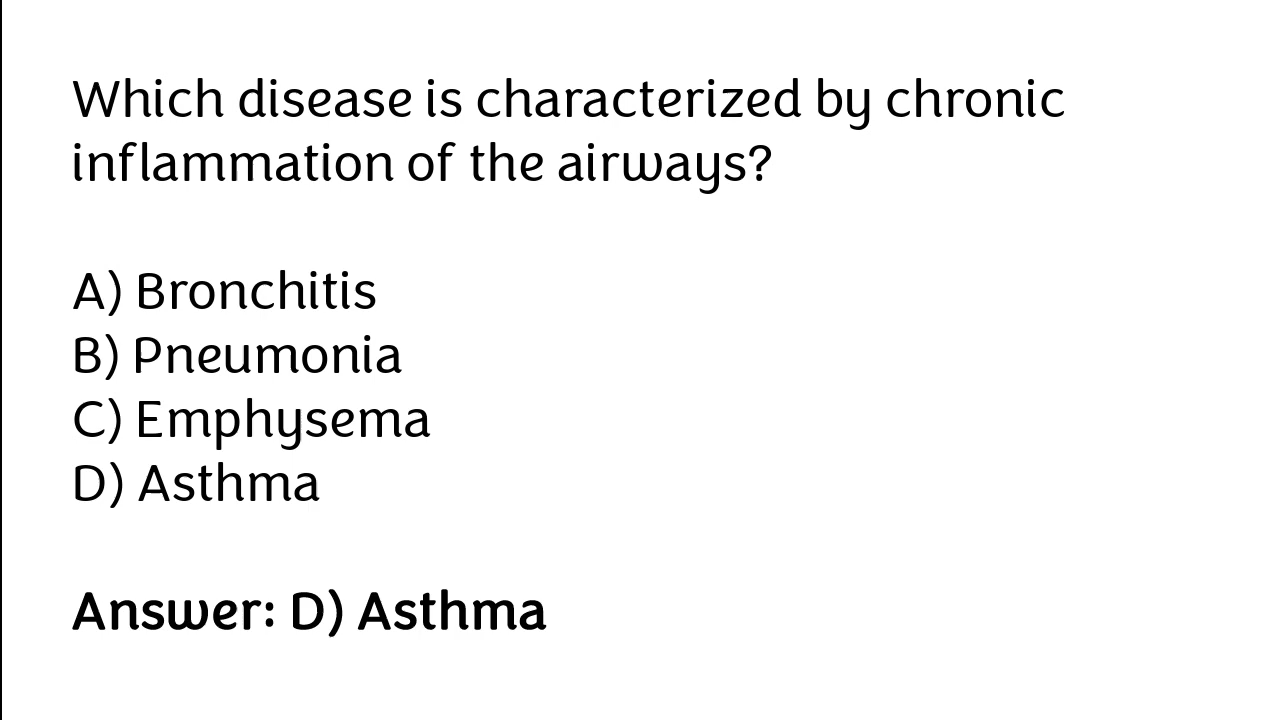 Which disease is characterized by chronic
inflammation of the airways?
A) Bronchitis
B) Pneumonia
C) Emphysema
D) Asthma
Answer: D) Asthma